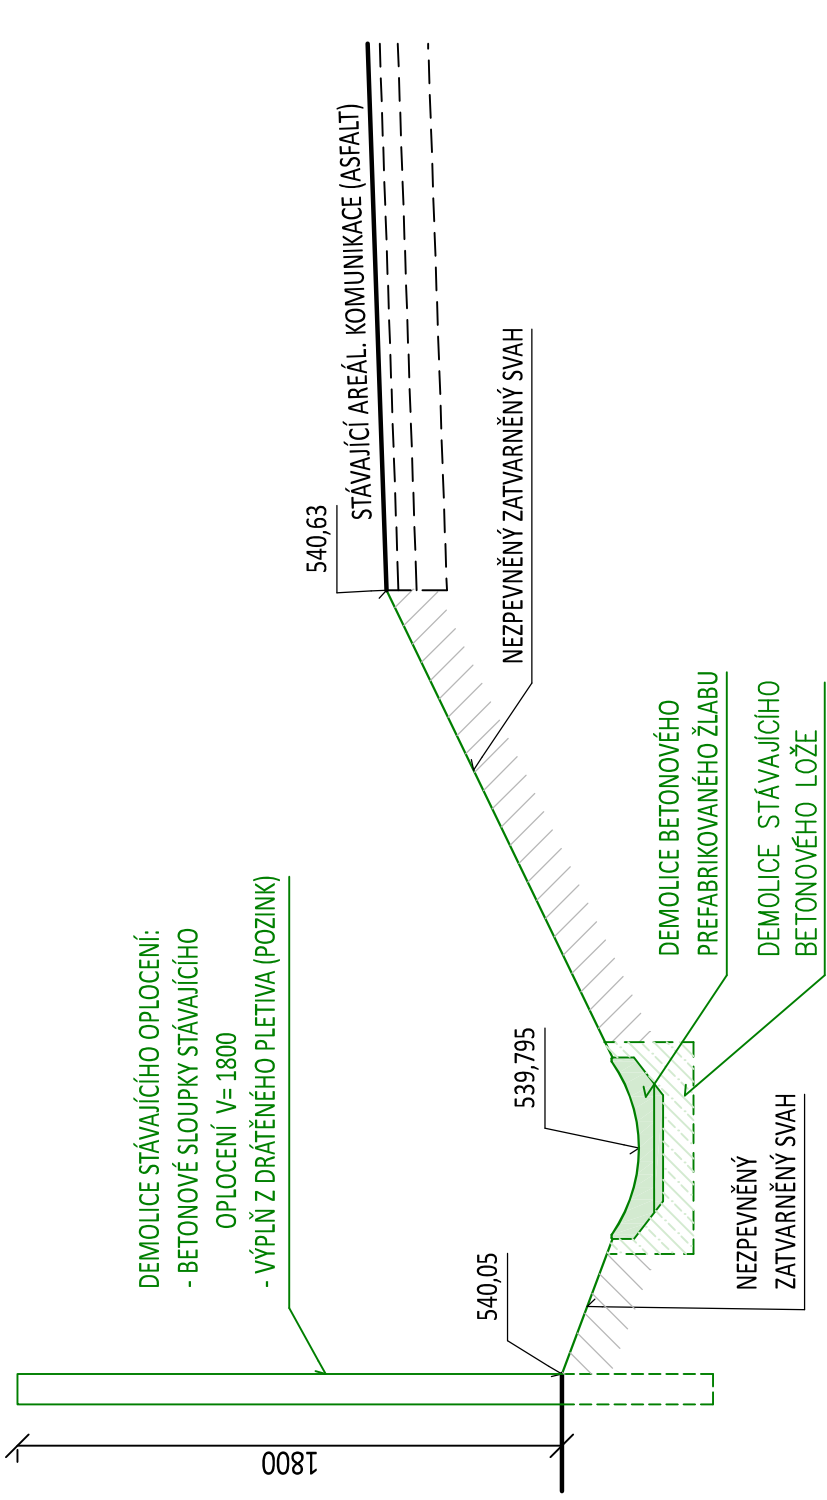 DEMOLICE STÁVAJÍCÍHO OPLOCENÍ:
- BETONOVÉ SLOUPKY STÁVAJÍCÍHO
OPLOCENÍ V= 1800
- VÝPLŇ Z DRÁTĚNÉHO PLETIVA (POZINK)
1800
540,05
539,795
540,63
STÁVAJÍCÍ AREÁL. KOMUNIKACE (ASFALT)
NEZPEVNĚNÝ ZATVARNĚNÝ SVAH
DEMOLICE BETONOVÉHO
PREFABRIKOVANÉHO ŽLABU
DEMOLICE STÁVAJÍCÍHO
BETONOVÉHO LOŽE
NEZPEVNĚNÝ
ZATVARNĚNÝ SVAH